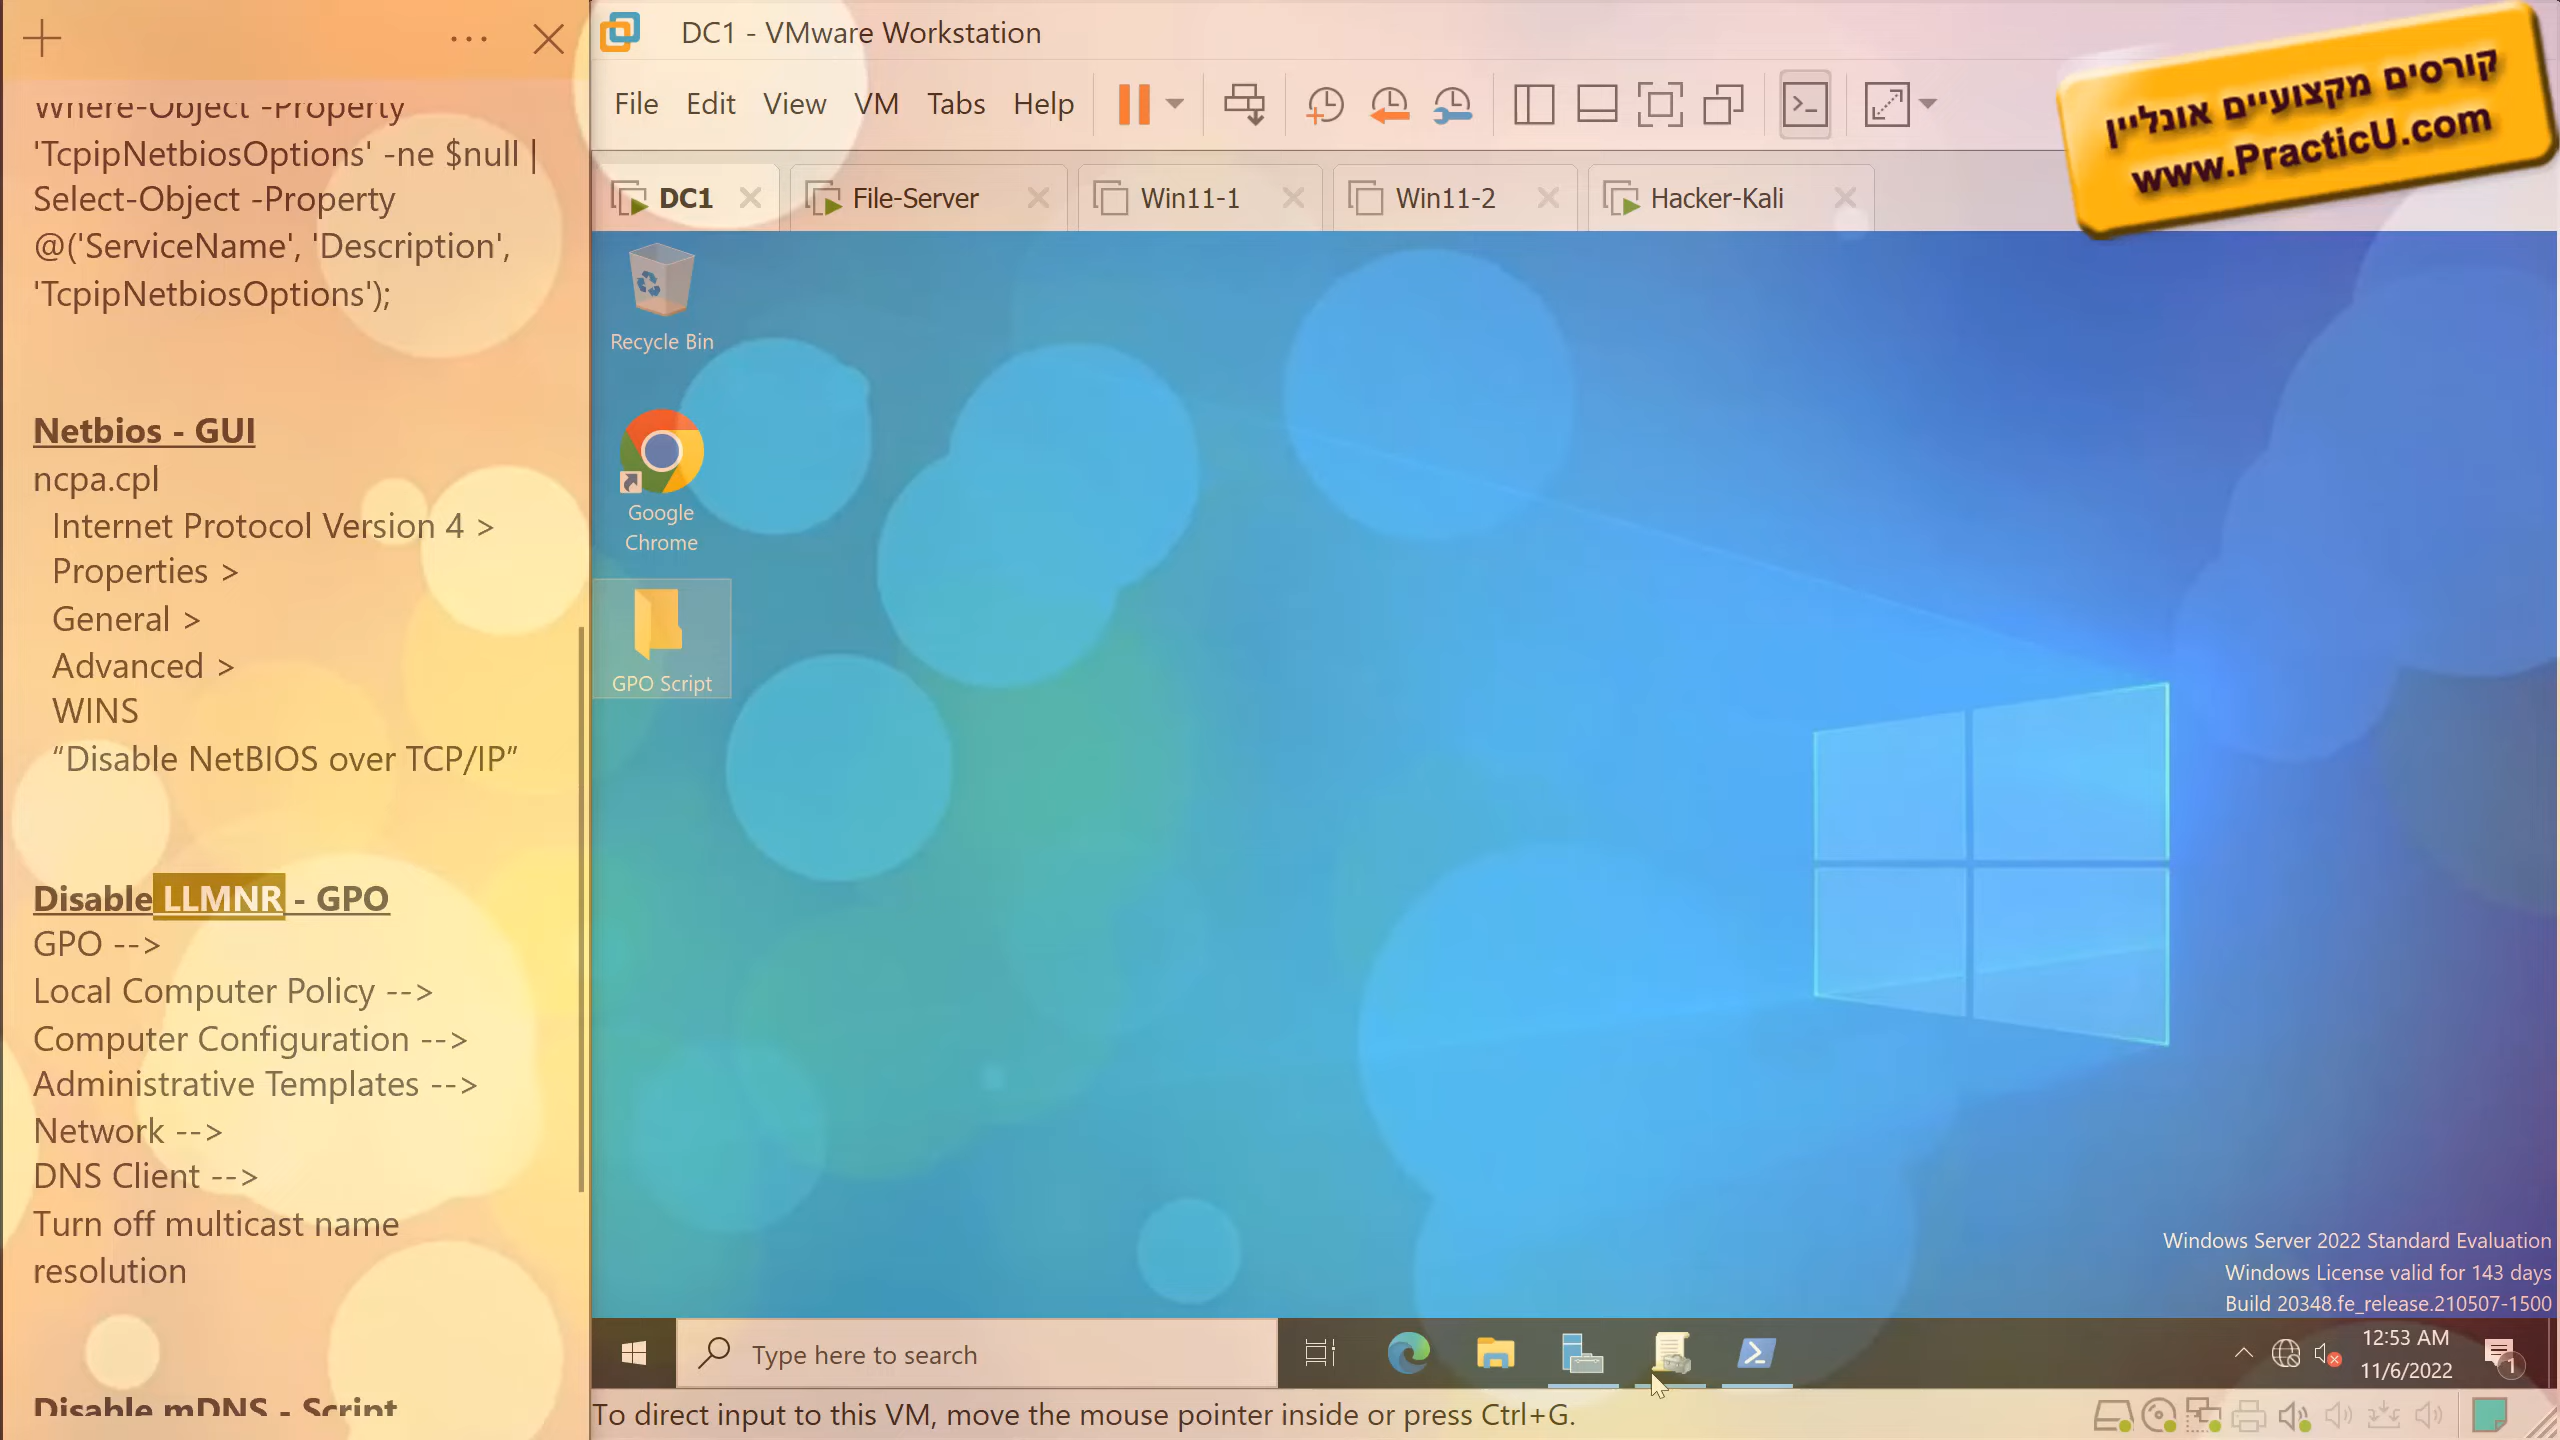 Where-Object -Property
'TcpipNetbiosOptions' -ne $null |
Select-Object -Property
@('ServiceName', 'Description',
'TcpipNetbiosOptions');
Netbios - GUI
ncpa.cpl
Internet Protocol Version 4 >
Properties >
General >
Advanced >
WINS
“Disable NetBIOS over TCP/IP”
Disable LLMNR - GPO
GPO -->
Local Computer Policy -->
Computer Configuration -->
Administrative Templates -->
Network -->
DNS Client -->
Turn off multicast name
resolution
Disable mDNS - Script
DC1 - VMware Workstation
File Edit View VM Tabs Help
DC1 File-Server Win11-1 Win11-2 Hacker-Kali
קורסים מקצועיים אונליין
www.PracticU.com
Recycle Bin
Google
Chrome
GPO Script
Windows Server 2022 Standard Evaluation
Windows License valid for 143 days
Build 20348.fe_release.210507-1500
Type here to search
12:53 AM
11/6/2022
1
To direct input to this VM, move the mouse pointer inside or press Ctrl+G.